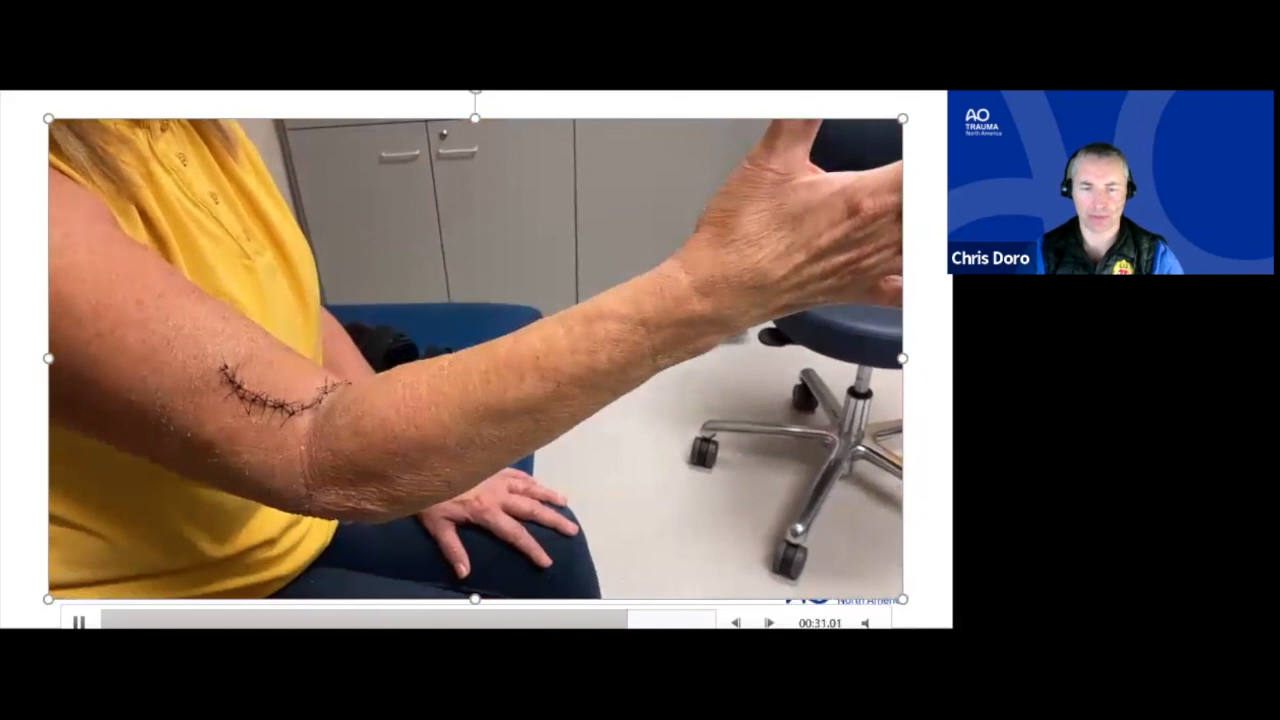 AO
TRAUMA
North America
Chris Doro
North Ameri
00:31.01